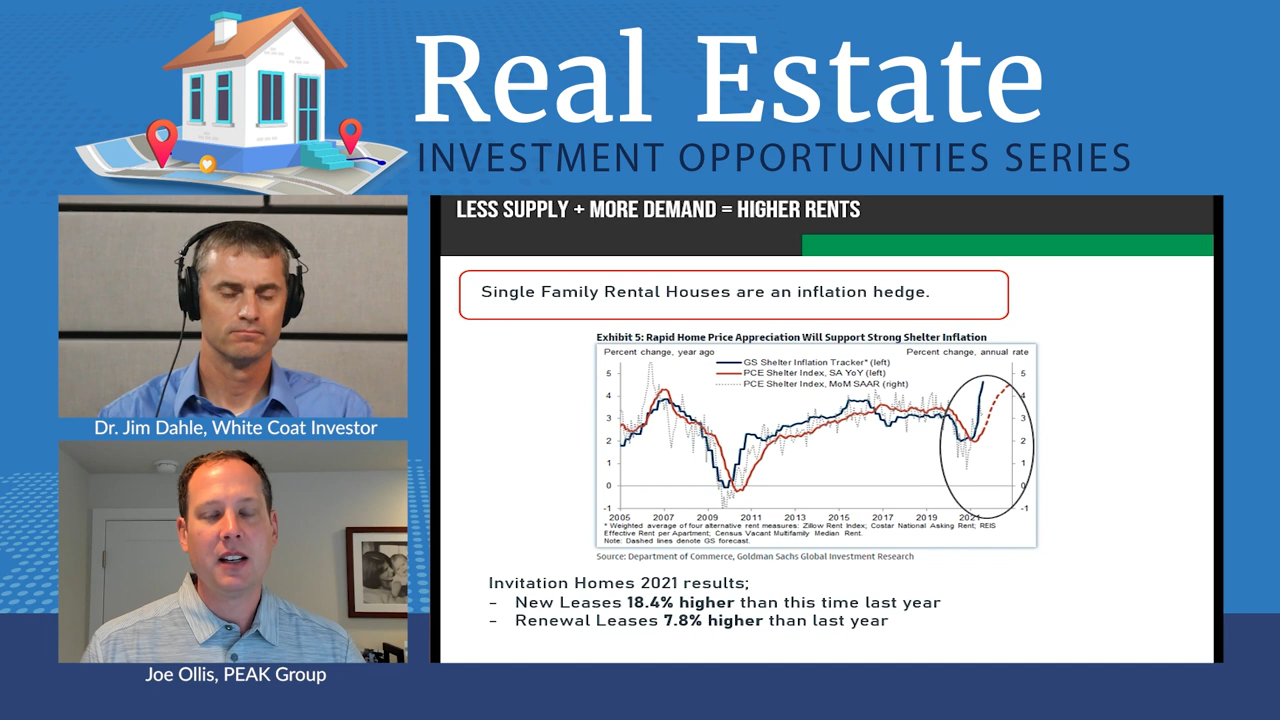 Real Estate
INVESTMENT OPPORTUNITIES SERIES
Dr. Jim Dahle, White Coat Investor
Joe Ollis, PEAK Group
LESS SUPPLY + MORE DEMAND = HIGHER RENTS
Single Family Rental Houses are an inflation hedge.
Exhibit 5: Rapid Home Price Appreciation Will Support Strong Shelter Inflation
Percent change, year ago
Percent change, annual rate
GS Shelter Inflation Tracker* (left)
PCE Shelter Index, SA YoY (left)
PCE Shelter Index, MoM SAAR (right)
5
4
3
2
1
0
-1
5
4
3
2
1
0
-1
2005 2007 2009 2011 2013 2015 2017 2019 2021
* Weighted average of four alternative rent measures: Zillow Rent Index; Costar National Asking Rent; REIS
Effective Rent per Apartment; Census Vacant Multifamily Median Rent.
Note: Dashed lines denote GS forecast.
Source: Department of Commerce, Goldman Sachs Global Investment Research
Invitation Homes 2021 results;
- New Leases 18.4% higher than this time last year
- Renewal Leases 7.8% higher than last year